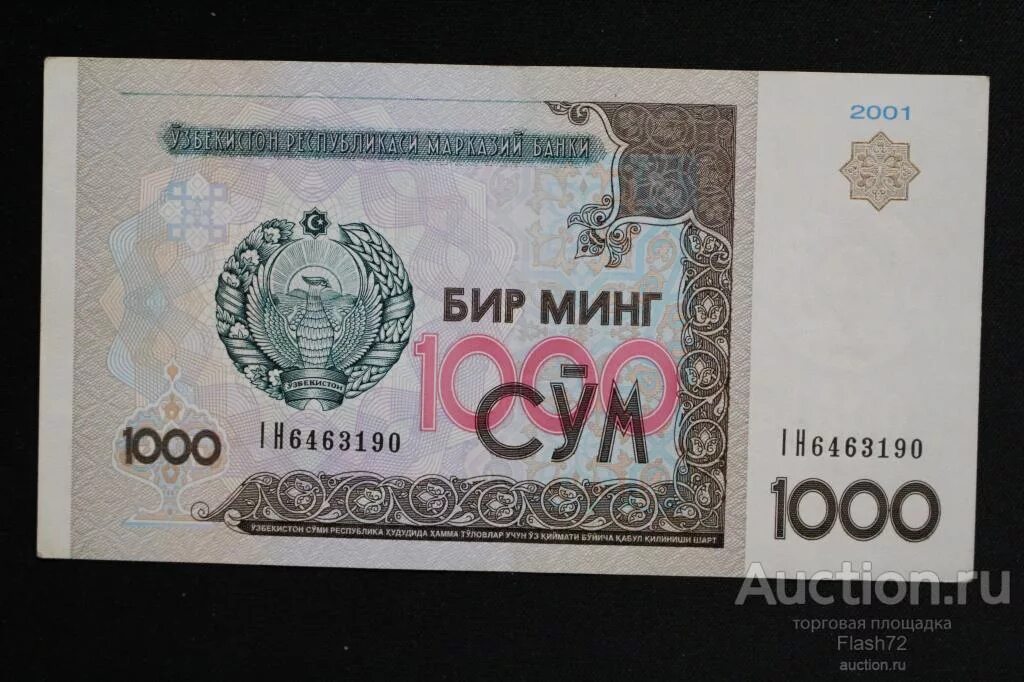 2001
ЎЗБЕКИСТОН РЕСПУБЛИКАСИ МАРКАЗИЙ БАНКИ
БИР МИНГ
1000
СЎМ
ЎЗБЕКИСТОН
1000
IH6463190
IH6463190
1000
ЎЗБЕКИСТОН СЎМИ РЕСПУБЛИКА ҲУДУДИДА ҲАММА ТЎЛОВЛАР УЧУН ЎЗ ҚИЙМАТИ БЎЙИЧА ҚАБУЛ ҚИЛИНИШИ ШАРТ
Auction.ru
торговая площадка
Flash72
auction.ru